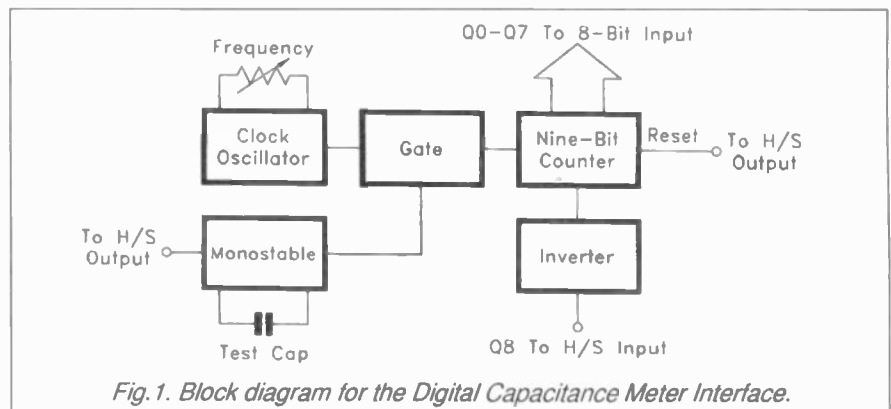 Frequency
Q0-Q7 To 8-Bit Input
Clock
Oscillator
Gate
Nine-Bit
Counter
Reset
To H/S
Output
To H/S
Output
Monostable
Inverter
Test Cap
Q8 To H/S Input
Fig.1. Block diagram for the Digital Capacitance Meter Interface.